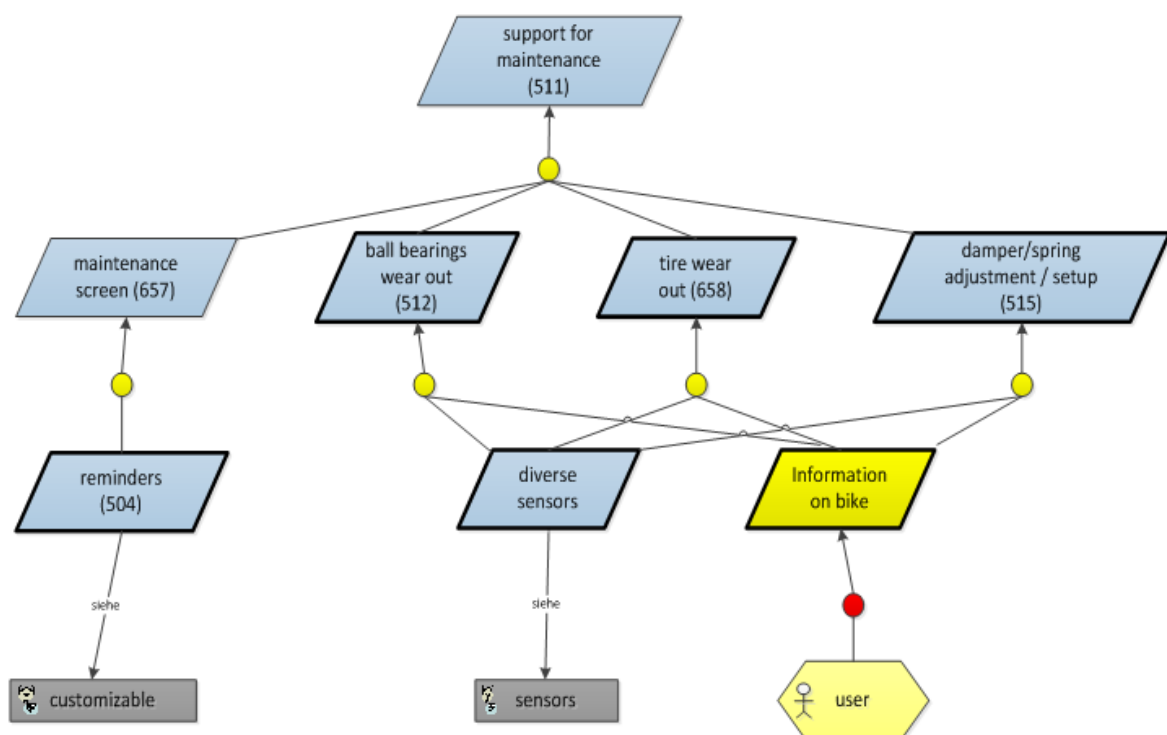 support for
maintenance
(511)
maintenance
screen (657)
ball bearings
wear out
(512)
tire wear
out (658)
damper/spring
adjustment / setup
(515)
reminders
(504)
diverse
sensors
Information
on bike
siehe
siehe
customizable
sensors
user